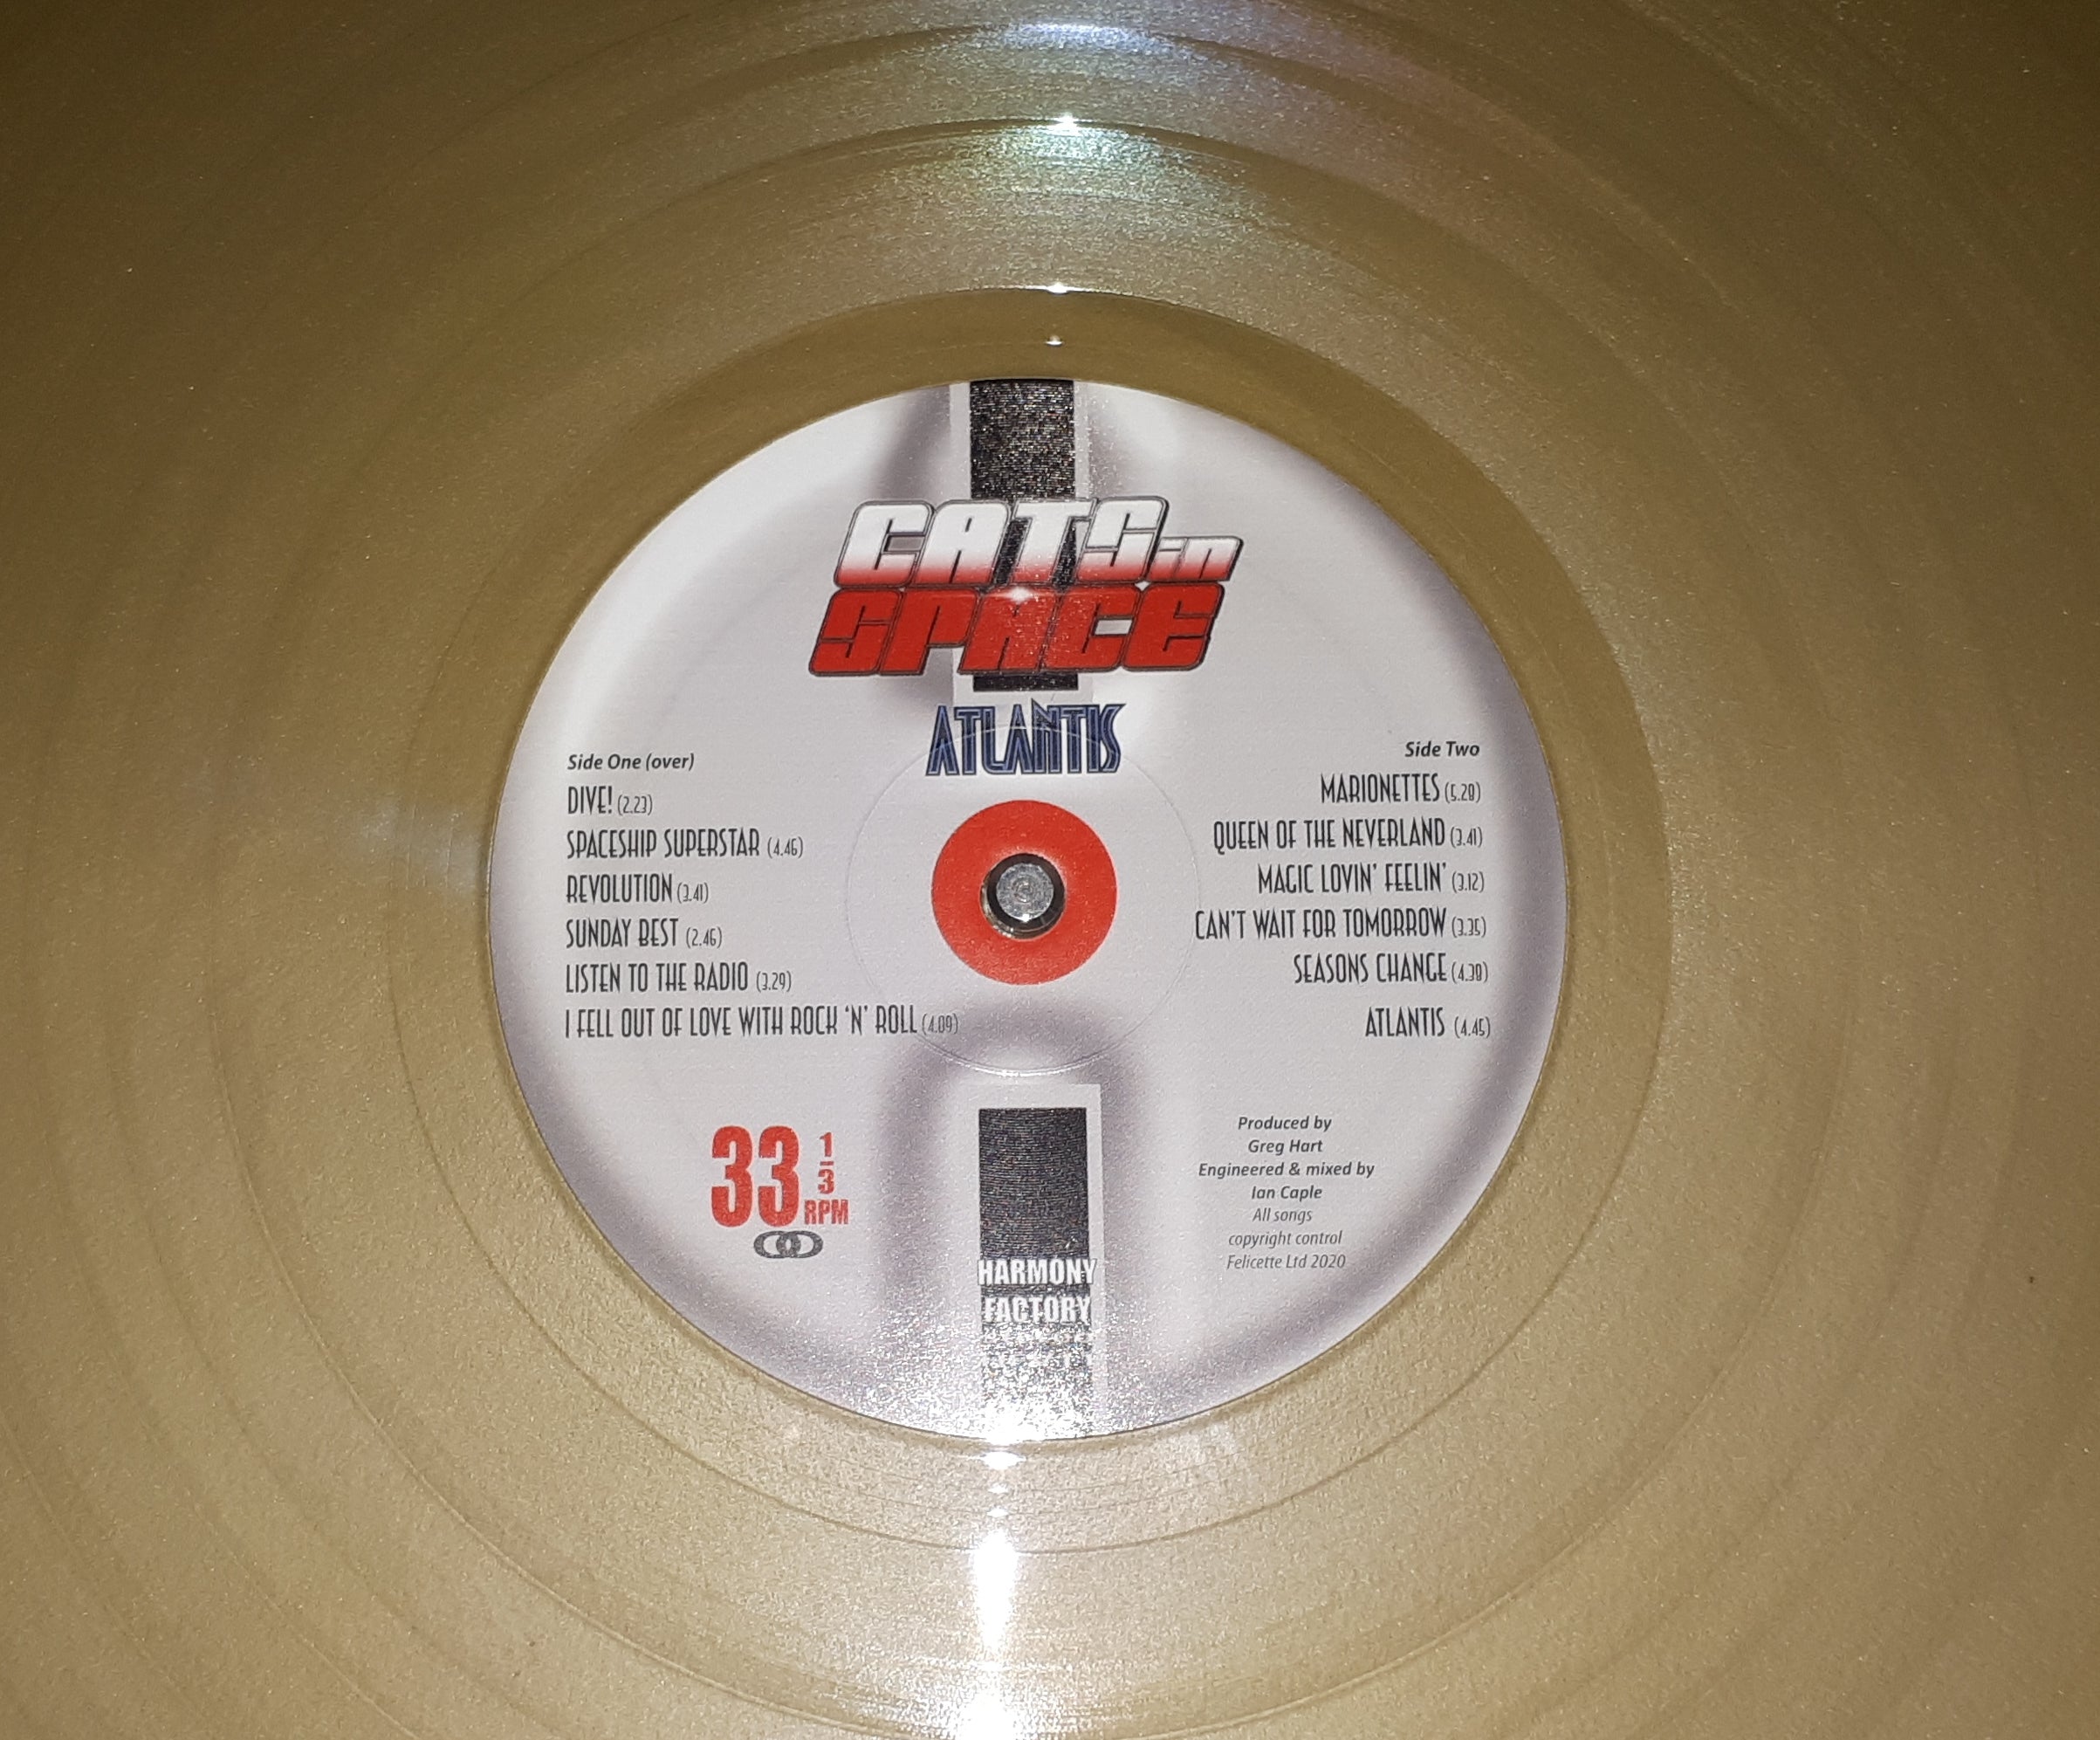 CATS in
SPACE
ATLANTIS
Side One (over)
DIVE! (2.23)
SPACESHIP SUPERSTAR (4.46)
REVOLUTION (3.41)
SUNDAY BEST (2.46)
LISTEN TO THE RADIO (3.29)
I FELL OUT OF LOVE WITH ROCK 'N' ROLL (4.09)
Side Two
MARIONETTES (5.28)
QUEEN OF THE NEVERLAND (3.41)
MAGIC LOVIN' FEELIN' (3.12)
CAN'T WAIT FOR TOMORROW (3.35)
SEASONS CHANGE (4.38)
ATLANTIS (4.45)
33 1/3
RPM
HARMONY
FACTORY
Produced by
Greg Hart
Engineered & mixed by
Ian Caple
All songs
copyright control
Felicette Ltd 2020